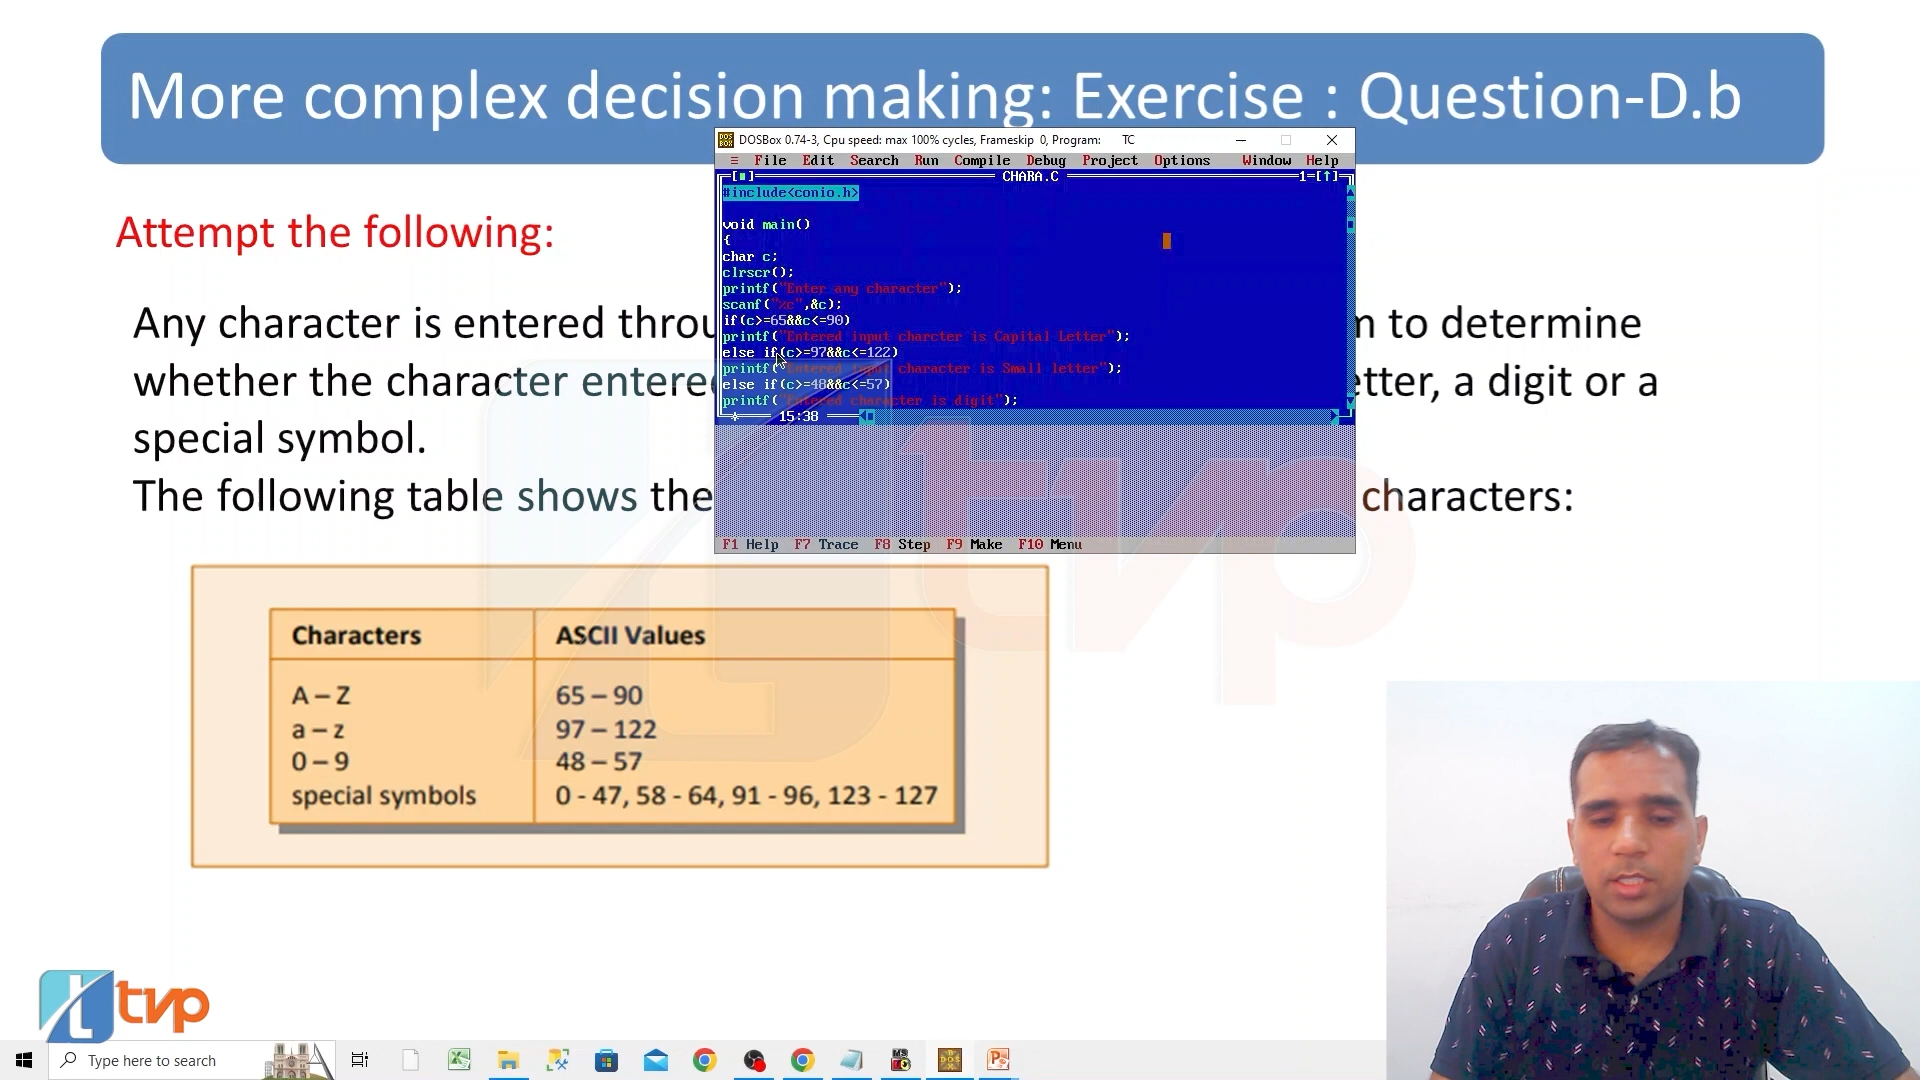 More complex decision making: Exercise : Question-D.b
DOSBox 0.74-3, Cpu speed: max 100% cycles, Frameskip 0, Program: TC
≡ File Edit Search Run Compile Debug Project Options Window Help
[■] CHARA.C 1=[↑]
#include<conio.h>
void main()
{
char c;
clrscr();
printf("Enter any character");
scanf("%c",&c);
if(c>=65&&c<=90)
printf("Entered input charcter is Capital Letter");
else if(c>=97&&c<=122)
printf("Entered input character is Small letter");
else if(c>=48&&c<=57)
printf("Entered character is digit");
15:38
F1 Help F7 Trace F8 Step F9 Make F10 Menu
Attempt the following:
Any character is entered throu m to determine
whether the character entered etter, a digit or a
special symbol.
The following table shows the characters:
Characters ASCII Values
A – Z 65 – 90
a – z 97 – 122
0 – 9 48 – 57
special symbols 0 - 47, 58 - 64, 91 - 96, 123 - 127
tvp
tvp
Type here to search